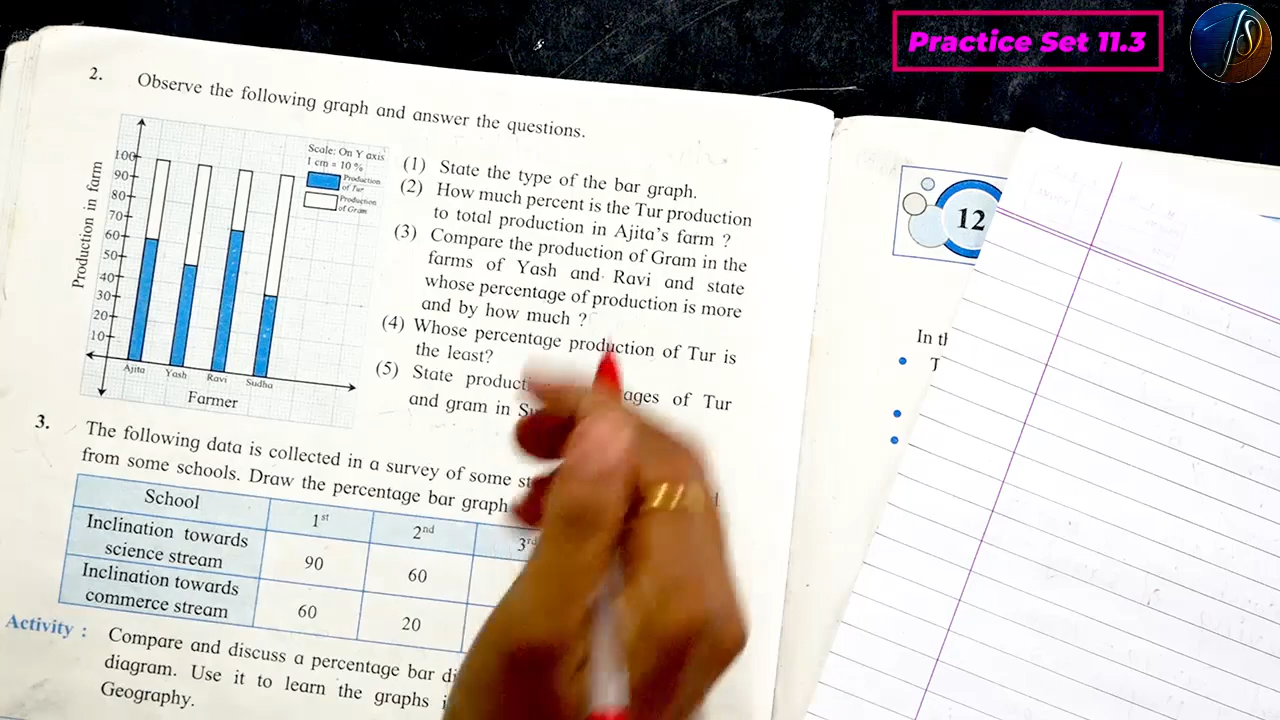 Practice Set 11.3
2. Observe the following graph and answer the questions.
Scale: On Y axis
1 cm = 10 %
Production
of Tur
Production
of Gram
Production in farm
100
90
80
70
60
50
40
30
20
10
Ajita Yash Ravi Sudha
Farmer
(1) State the type of the bar graph.
(2) How much percent is the Tur production
to total production in Ajita's farm ?
(3) Compare the production of Gram in the
farms of Yash and Ravi and state
whose percentage of production is more
and by how much ?
(4) Whose percentage production of Tur is
the least?
(5) State producti ages of Tur
and gram in Su
3. The following data is collected in a survey of some st
from some schools. Draw the percentage bar graph
School 1st 2nd 3rd
Inclination towards
science stream 90 60
Inclination towards
commerce stream 60 20
Activity : Compare and discuss a percentage bar di
diagram. Use it to learn the graphs i
Geography.
12
In th